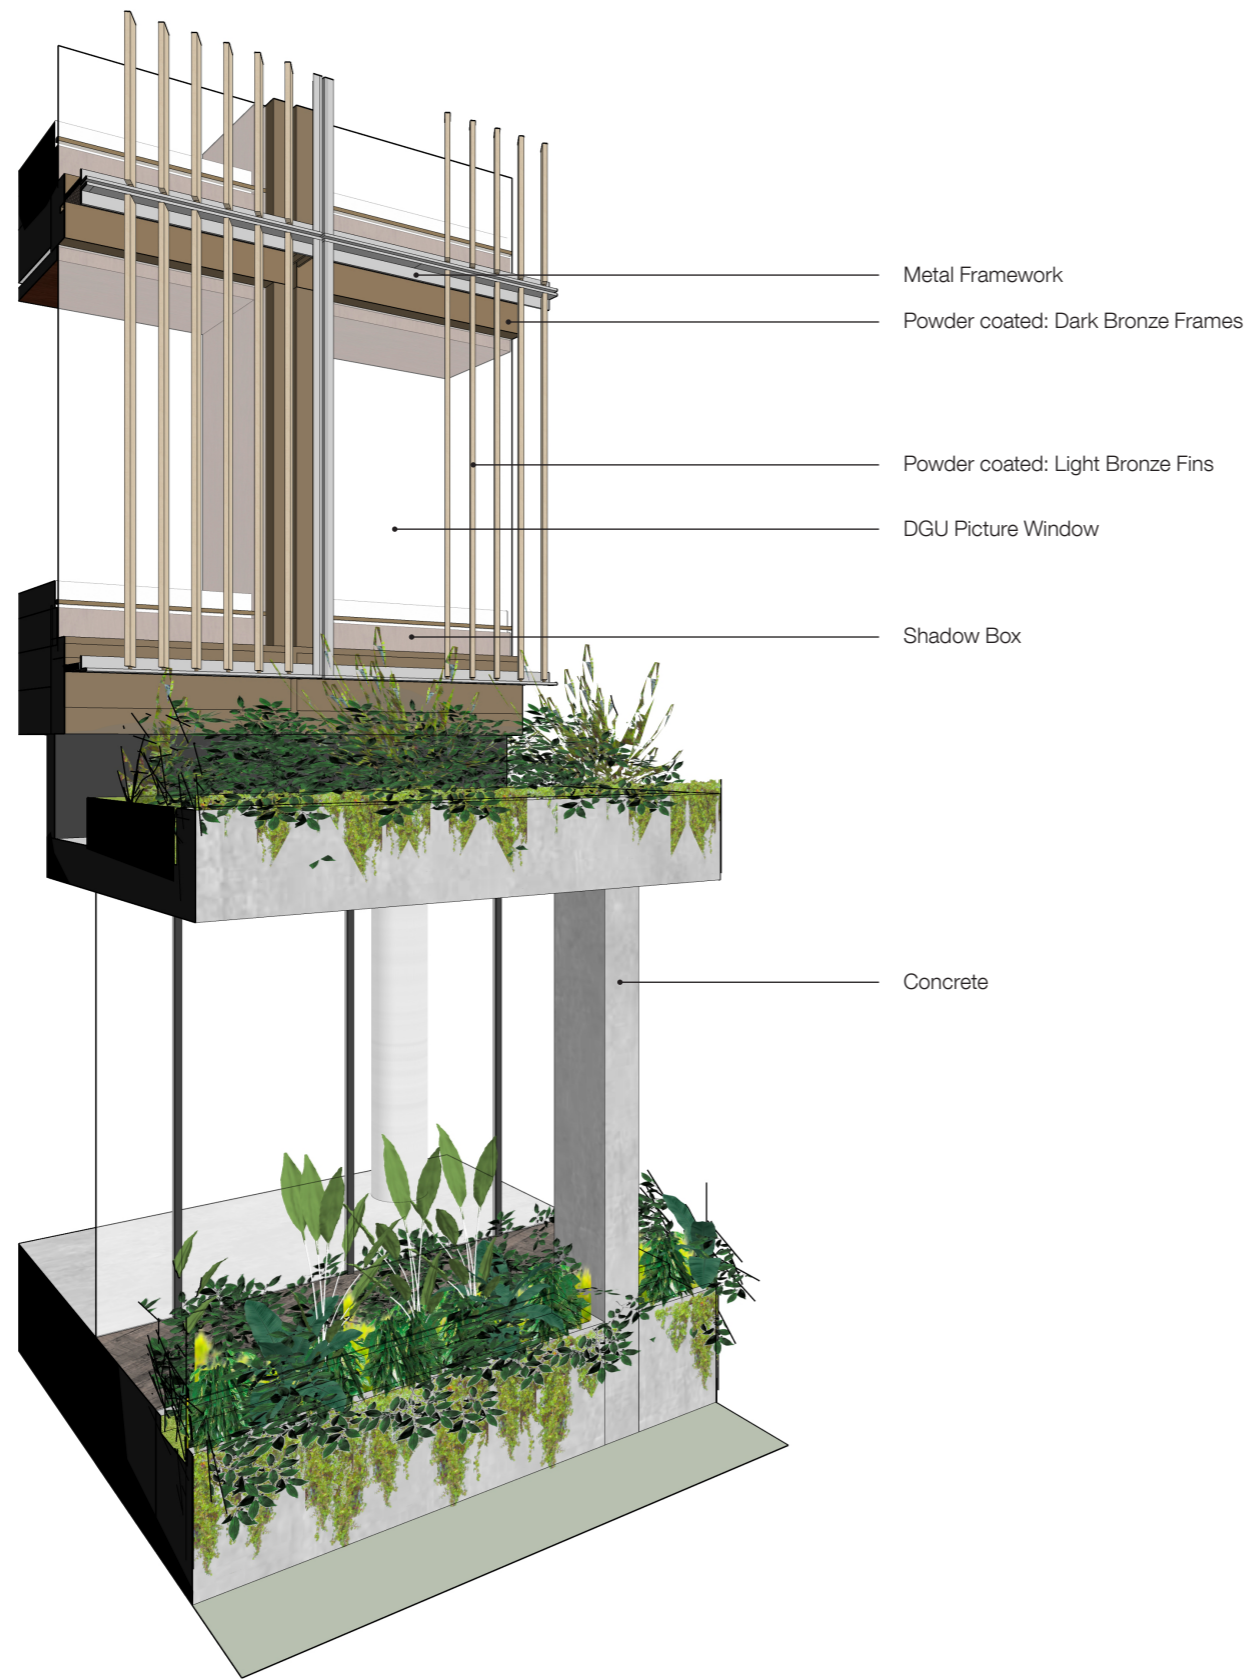 Metal Framework
Powder coated: Dark Bronze Frames
Powder coated: Light Bronze Fins
DGU Picture Window
Shadow Box
Concrete